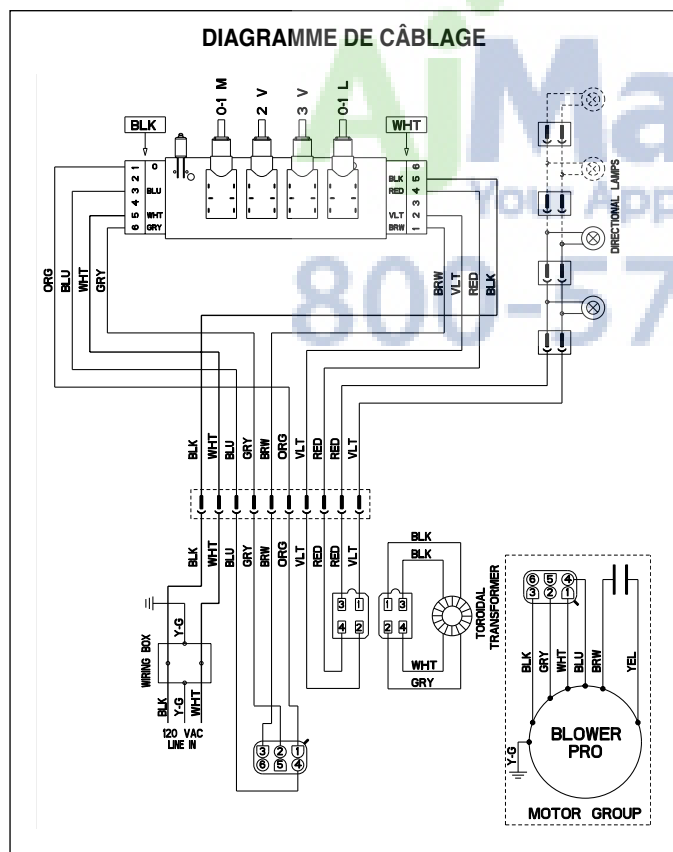 DIAGRAMME DE CÂBLAGE
AjMa
Your App
800-57
BLK
0-1 M
2 V
3 V
0-1 L
WHT
1 O
2
3 BLU
4
5 WHT
6 GRY
6
BLK 5
RED 4
3
VLT 2
BRW 1
ORG
BLU
WHT
GRY
BRW
VLT
RED
BLK
DIRECTIONAL LAMPS
BLK
WHT
BLU
GRY
BRW
ORG
VLT
RED
RED
VLT
BLK
WHT
BLU
GRY
BRW
ORG
VLT
RED
RED
VLT
Y-G
WIRING BOX
BLK
Y-G
WHT
120 VAC
LINE IN
3 2 1
6 5 4
3 1
4 2
BLK
BLK
1 3
2 4
WHT
GRY
TOROIDAL
TRANSFORMER
6 5 4
3 2 1
BLK
GRY
WHT
BLU
BRW
YEL
BLOWER
PRO
Y-G
MOTOR GROUP